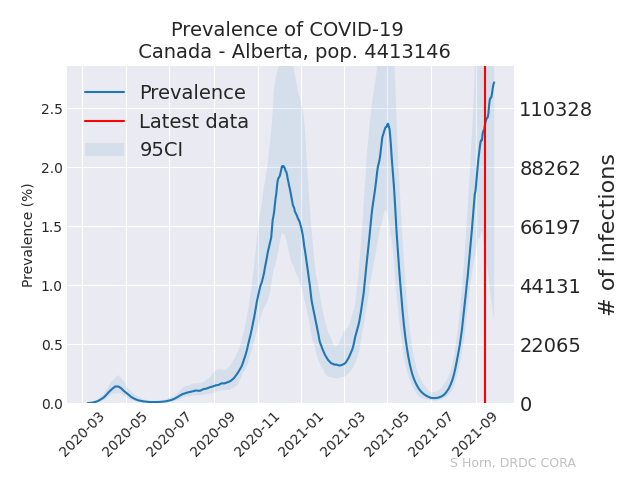 Prevalence of COVID-19
Canada - Alberta, pop. 4413146
Prevalence
Latest data
95CI
Prevalence (%)
2.5
2.0
1.5
1.0
0.5
0.0
110328
88262
66197
44131
22065
0
# of infections
2020-03
2020-05
2020-07
2020-09
2020-11
2021-01
2021-03
2021-05
2021-07
2021-09
S Horn, DRDC CORA